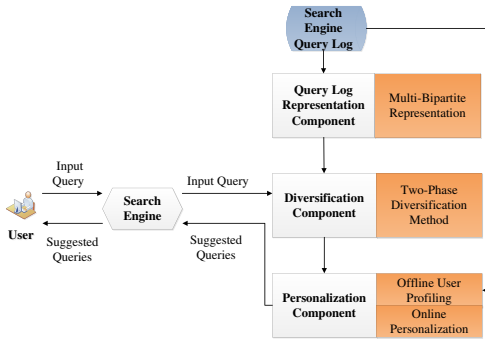 Search
Engine
Query Log
Query Log
Representation
Component
Multi-Bipartite
Representation
Input
Query
Input Query
Search
Engine
User
Suggested
Queries
Suggested
Queries
Diversification
Component
Two-Phase
Diversification
Method
Personalization
Component
Offline User
Profiling
Online
Personalization